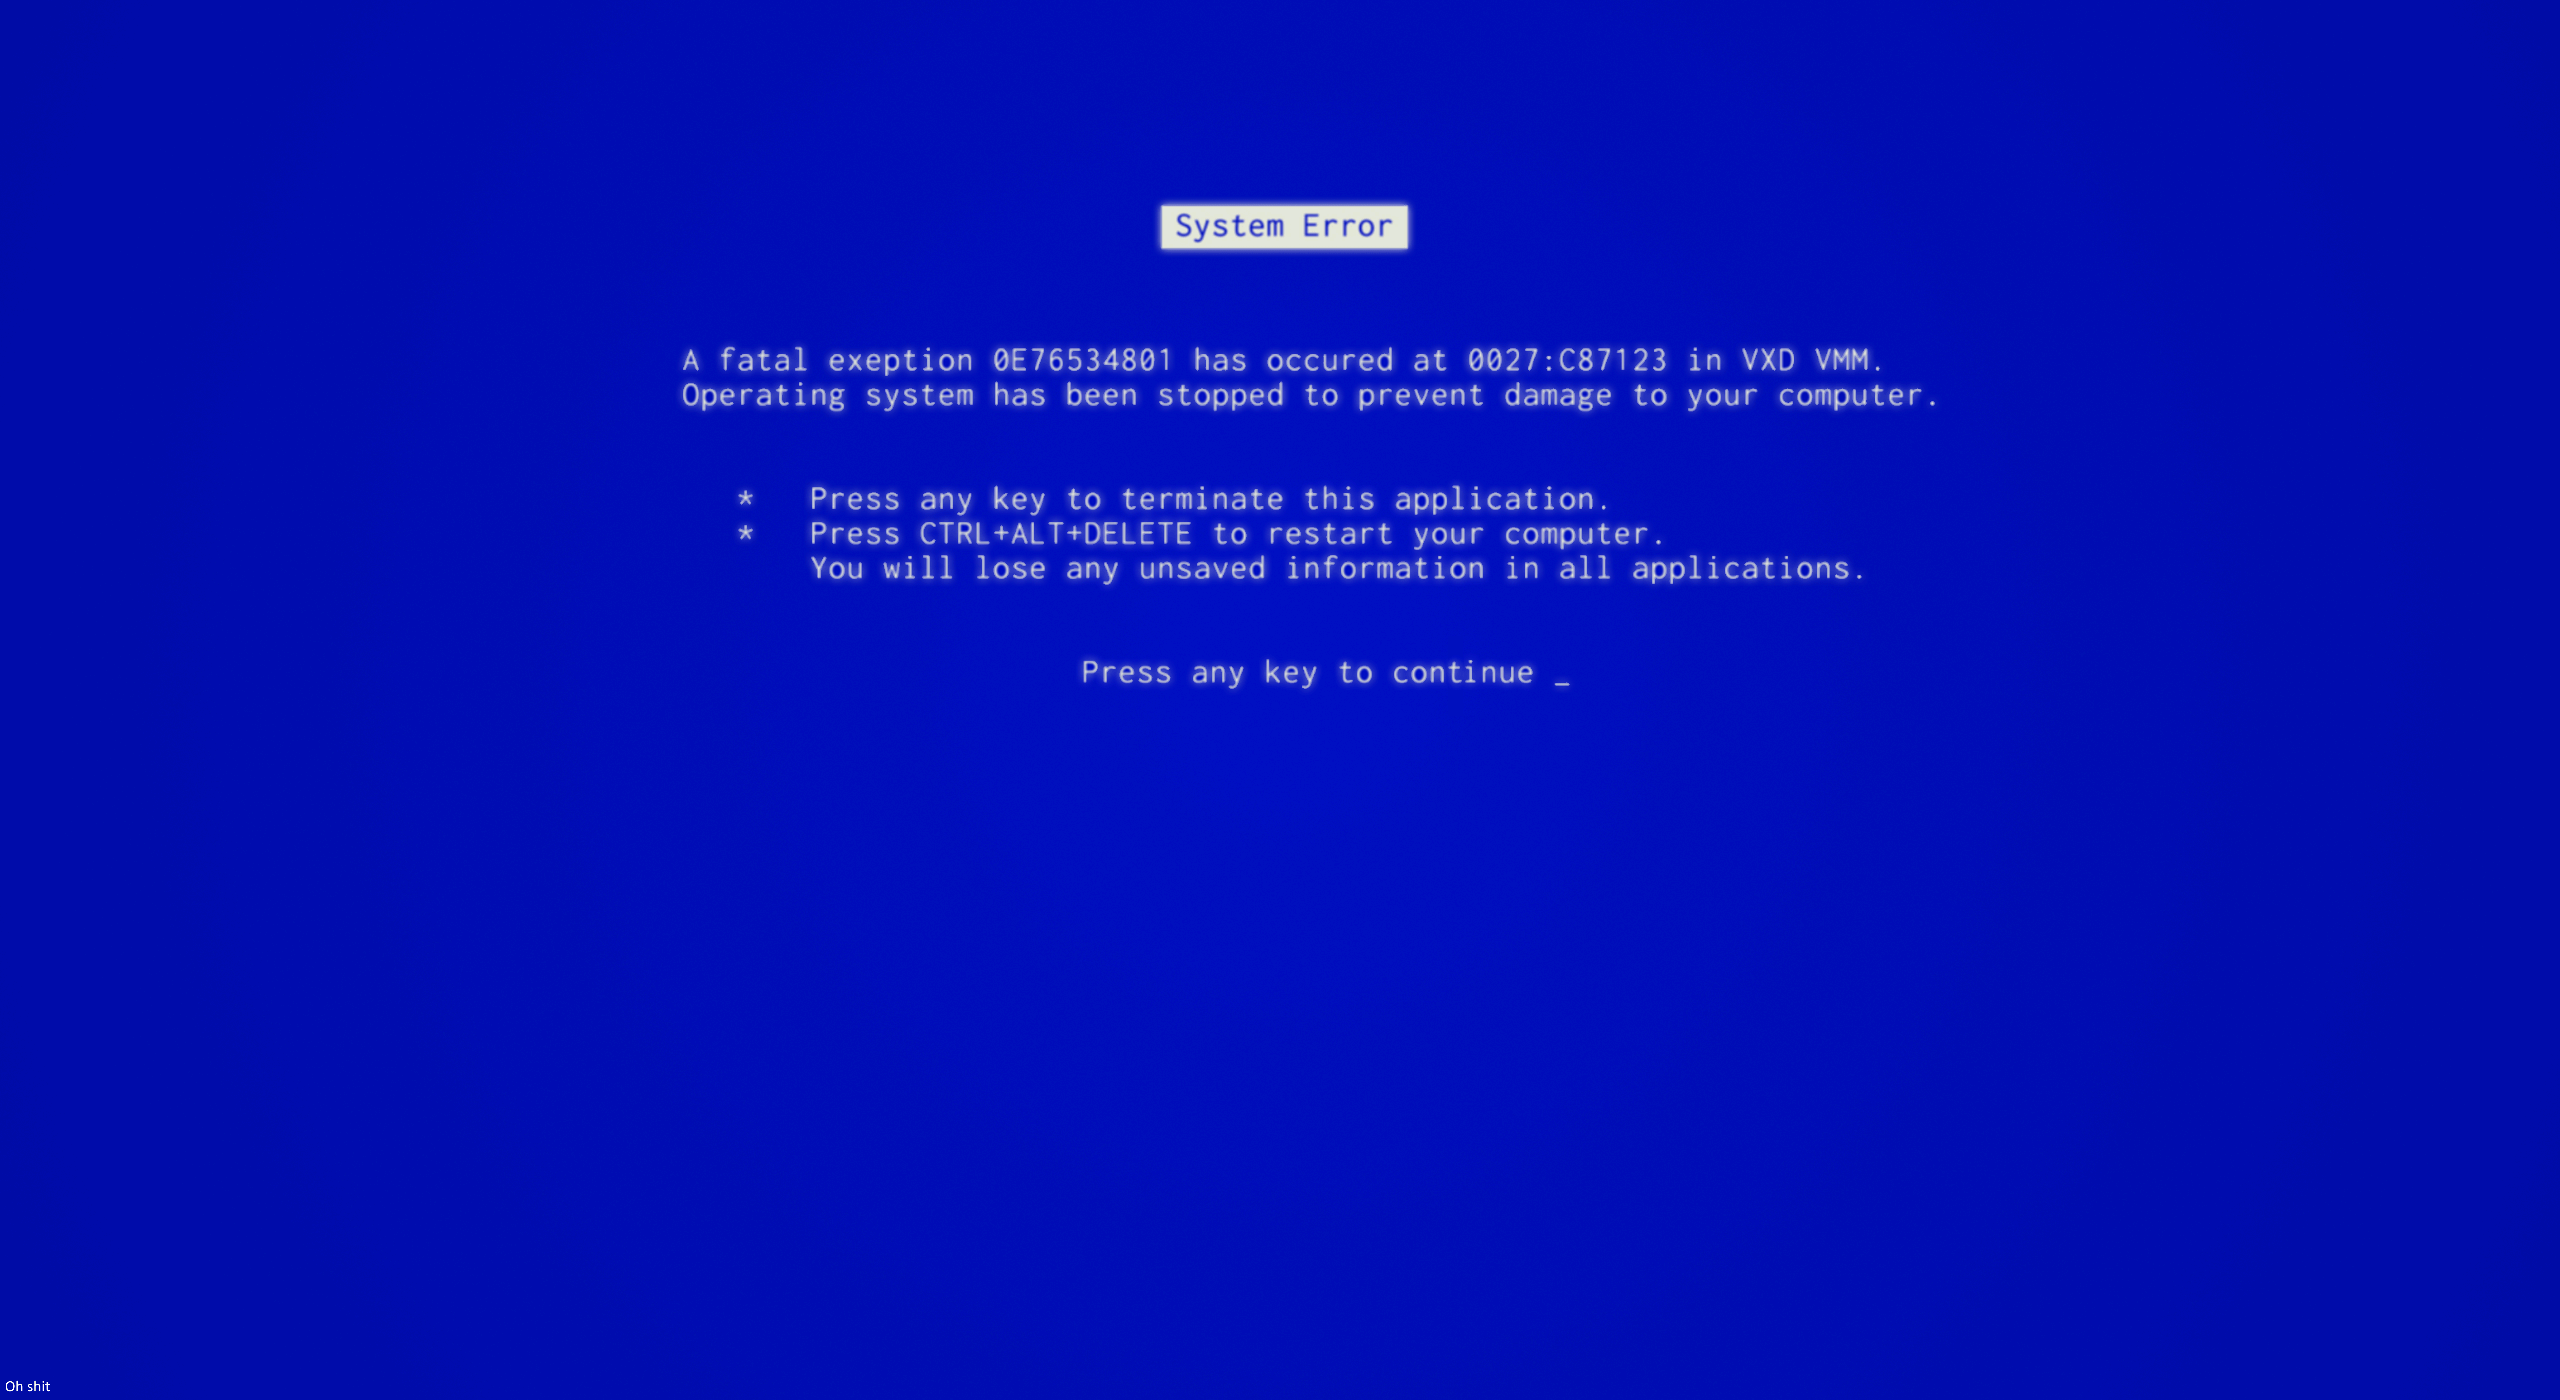 System Error
A fatal exeption 0E76534801 has occured at 0027:C87123 in VXD VMM.
Operating system has been stopped to prevent damage to your computer.
* Press any key to terminate this application.
* Press CTRL+ALT+DELETE to restart your computer.
You will lose any unsaved information in all applications.
Press any key to continue _
Oh shit